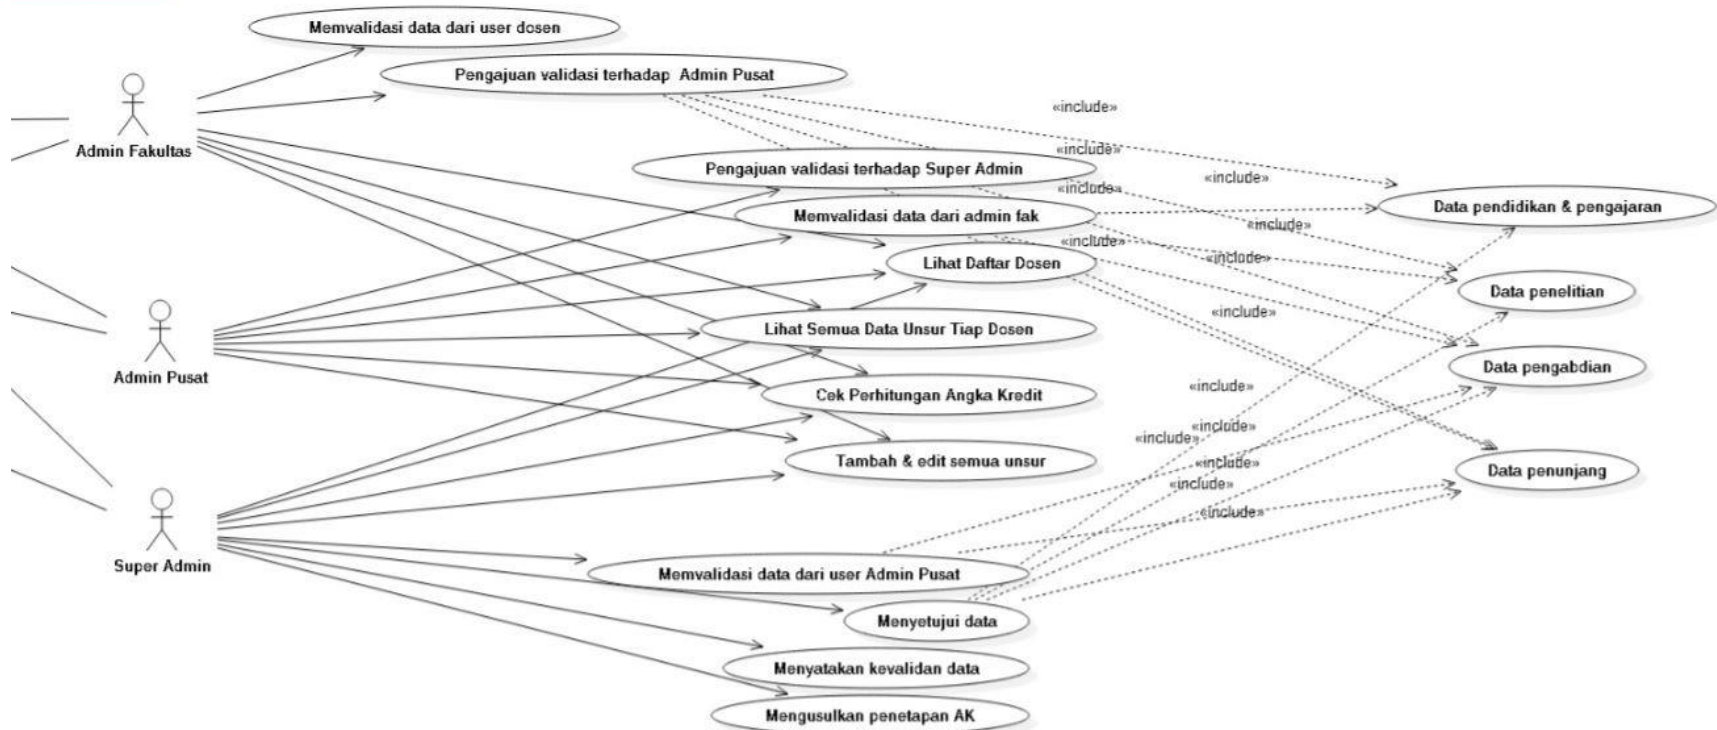 Memvalidasi data dari user dosen
Pengajuan validasi terhadap Admin Pusat
«include»
Admin Fakultas
«include»
Pengajuan validasi terhadap Super Admin
«include»
«include»
Data pendidikan & pengajaran
Memvalidasi data dari admin fak
«include»
«include»
Lihat Daftar Dosen
«include»
Data penelitian
«include»
Lihat Semua Data Unsur Tiap Dosen
Data pengabdian
Admin Pusat
«include»
Cek Perhitungan Angka Kredit
«include»
«include»
Tambah & edit semua unsur
«include»
Data penunjang
«include»
«include»
Super Admin
Memvalidasi data dari user Admin Pusat
Menyetujui data
Menyatakan kevalidan data
Mengusulkan penetapan AK